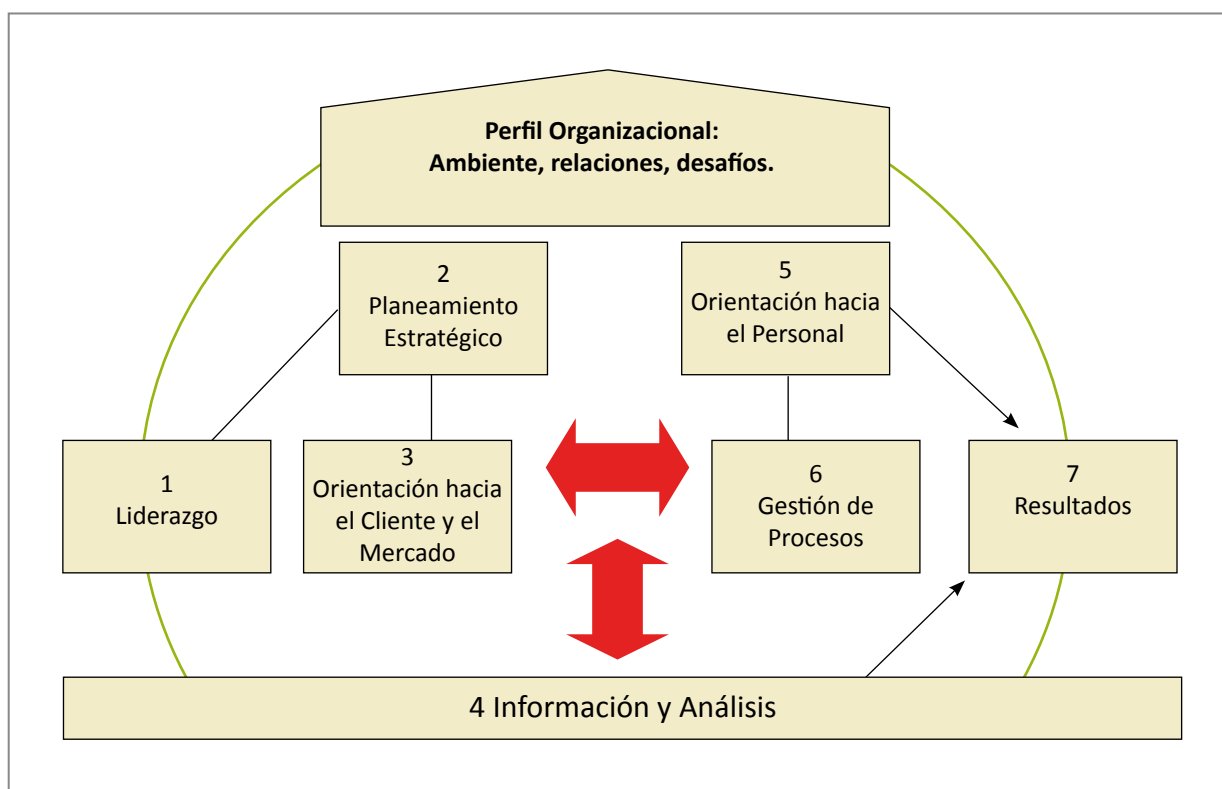 Perfil Organizacional:
Ambiente, relaciones, desafíos.
2
Planeamiento
Estratégico
5
Orientación hacia
el Personal
1
Liderazgo
3
Orientación hacia
el Cliente y el
Mercado
6
Gestión de
Procesos
7
Resultados
4 Información y Análisis